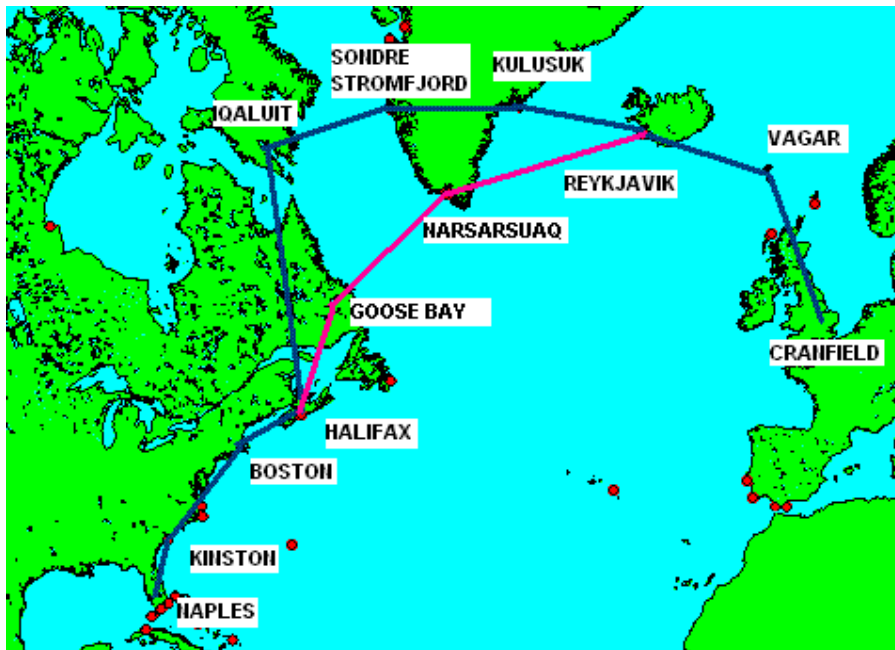 SONDRE
STROMFJORD
KULUSUK
IQALUIT
VAGAR
REYKJAVIK
NARSARSUAQ
GOOSE BAY
CRANFIELD
HALIFAX
BOSTON
KINSTON
NAPLES